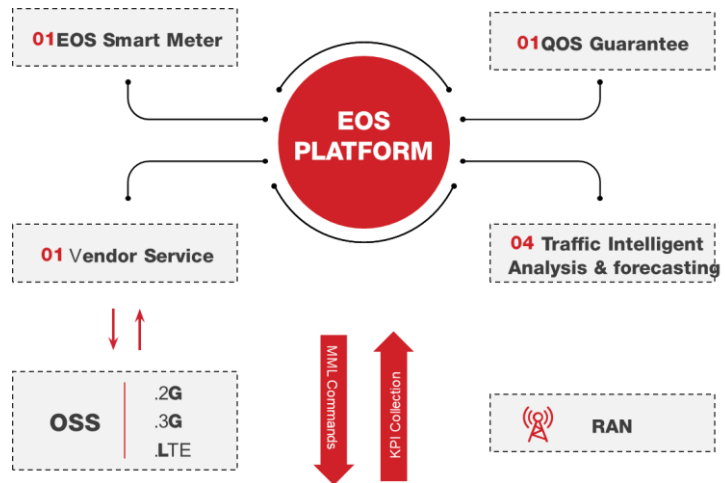 01EOS Smart Meter
01QOS Guarantee
EOS
PLATFORM
01 Vendor Service
04 Traffic Intelligent
Analysis & forecasting
OSS
.2G
.3G
.LTE
MML Commands
KPI Collection
RAN